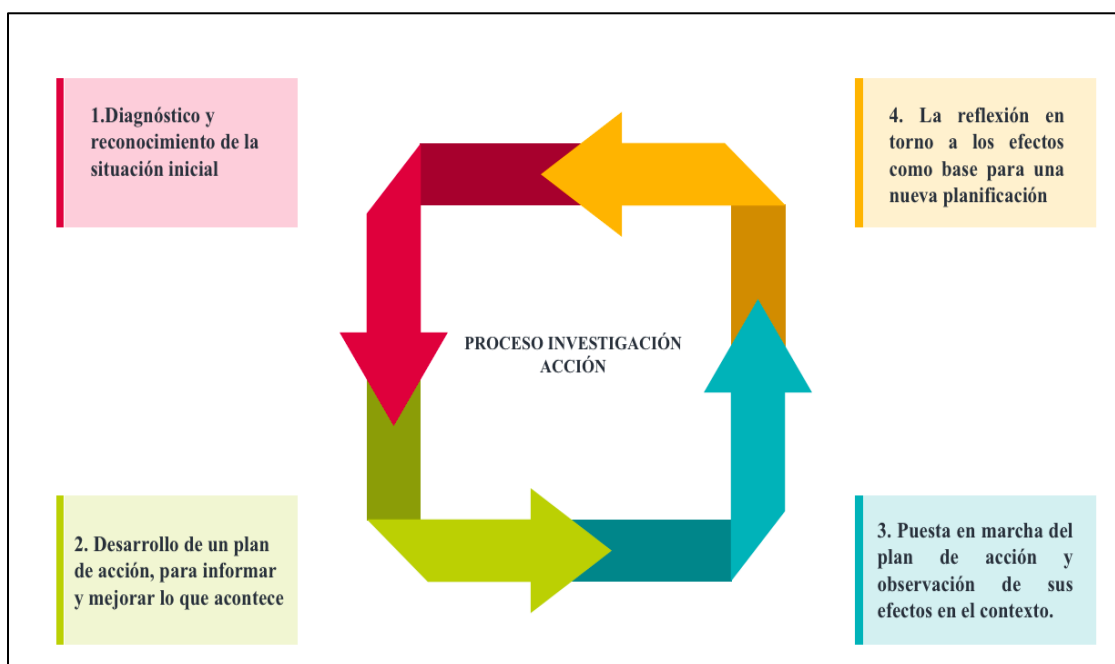 1.Diagnóstico y
reconocimiento de la
situación inicial
4. La reflexión en
torno a los efectos
como base para una
nueva planificación
PROCESO INVESTIGACIÓN
ACCIÓN
2. Desarrollo de un plan
de acción, para informar
y mejorar lo que acontece
3. Puesta en marcha del
plan de acción y
observación de sus
efectos en el contexto.